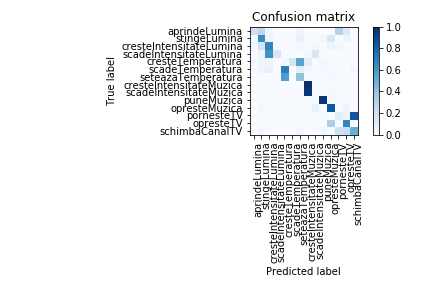 Confusion matrix
True label
aprindeLumina
stingeLumina
cresteIntensitateLumina
scadeIntensitateLumina
cresteTemperatura
scadeTemperatura
seteazaTemperatura
cresteIntensitateMuzica
scadeIntensitateMuzica
puneMuzica
opresteMuzica
pornesteTV
opresteTV
schimbaCanalTV
1.0
0.8
0.6
0.4
0.2
0.0
aprindeLumina
stingeLumina
cresteIntensitateLumina
scadeIntensitateLumina
cresteTemperatura
scadeTemperatura
seteazaTemperatura
cresteIntensitateMuzica
scadeIntensitateMuzica
puneMuzica
opresteMuzica
pornesteTV
opresteTV
schimbaCanalTV
Predicted label